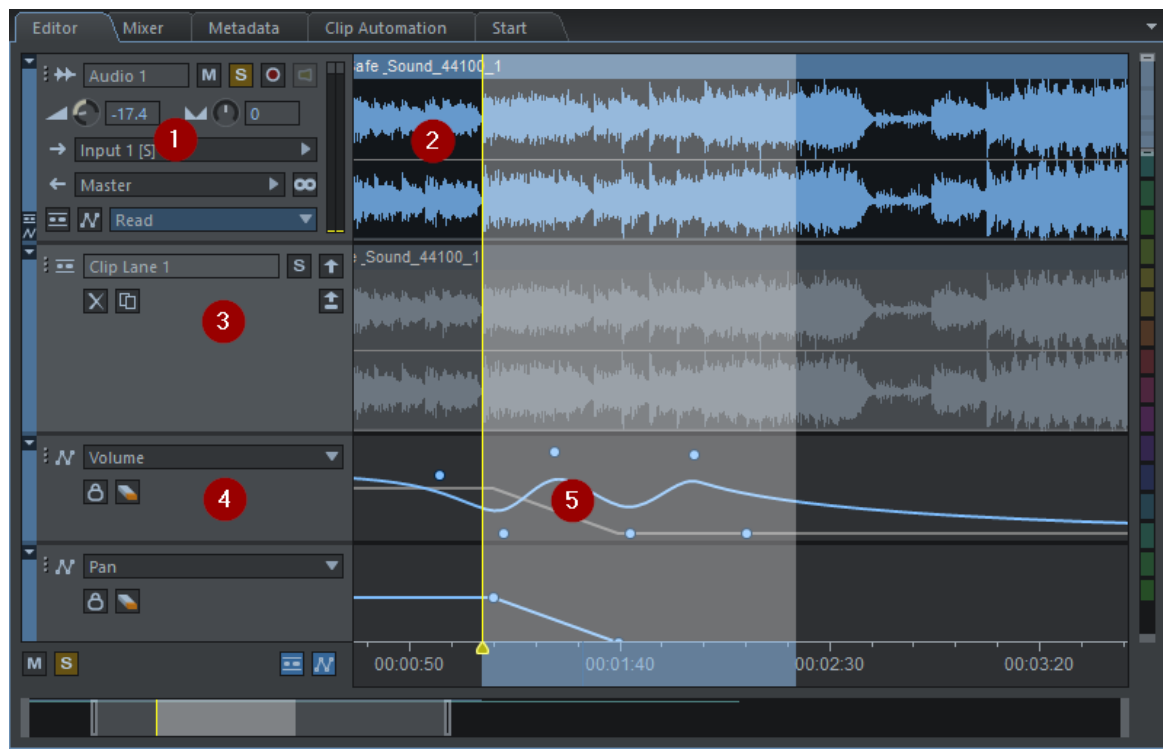 Editor Mixer Metadata Clip Automation Start
Audio 1 M S
afe_Sound_44100_1
-17.4 0
1
2
Input 1 [S]
Master
Read
Clip Lane 1 S
_Sound_44100_1
3
Volume
4
5
Pan
M S
00:00:50 00:01:40 00:02:30 00:03:20